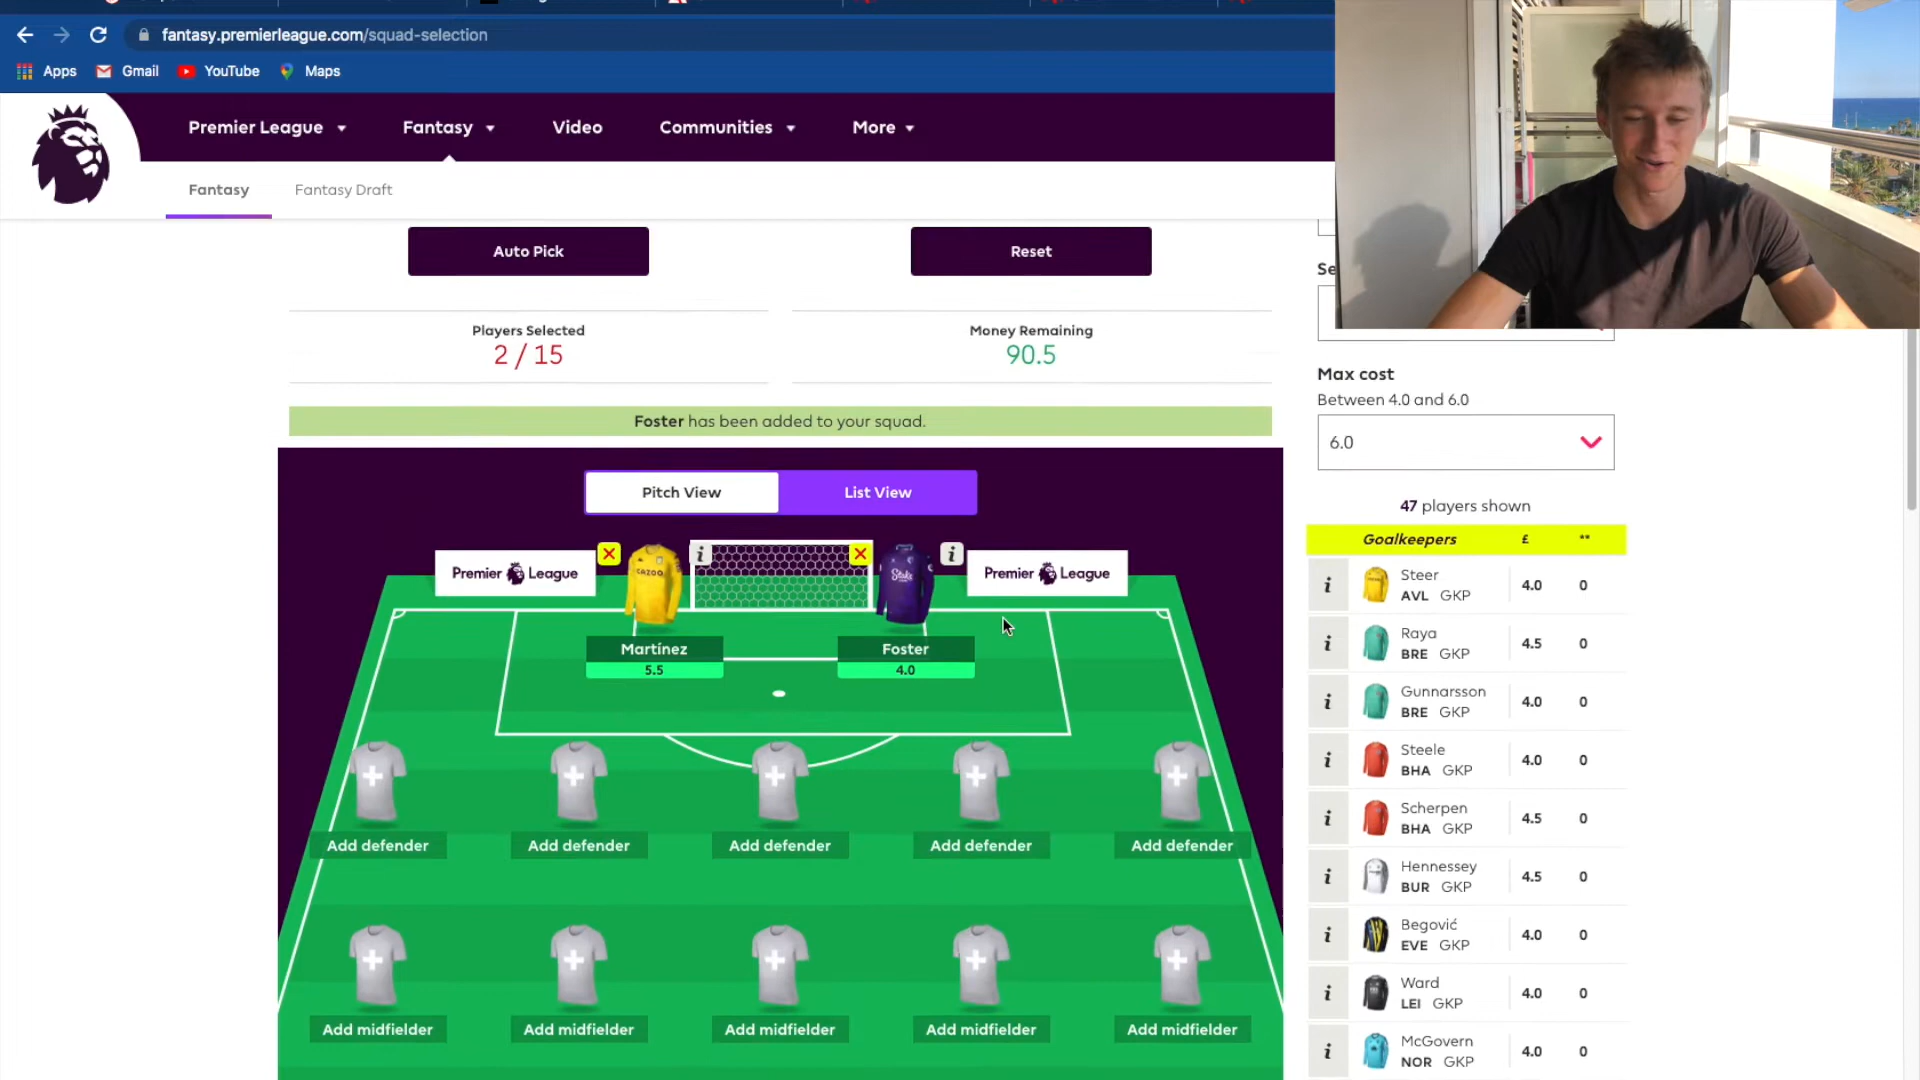 fantasy.premierleague.com/squad-selection
Apps Gmail YouTube Maps
Premier League Fantasy Video Communities More
Fantasy Fantasy Draft
Auto Pick Reset
Players Selected
2 / 15
Money Remaining
90.5
Foster has been added to your squad.
Pitch View List View
Premier League
Premier League
CAZOO
Stake
Martínez
5.5
Foster
4.0
Add defender Add defender Add defender Add defender Add defender
Add midfielder Add midfielder Add midfielder Add midfielder Add midfielder
Se
Max cost
Between 4.0 and 6.0
6.0
47 players shown
Goalkeepers £ **
i Steer 4.0 0
AVL GKP
i Raya 4.5 0
BRE GKP
i Gunnarsson 4.0 0
BRE GKP
i Steele 4.0 0
BHA GKP
i Scherpen 4.5 0
BHA GKP
i Hennessey 4.5 0
BUR GKP
i Begović 4.0 0
EVE GKP
i Ward 4.0 0
LEI GKP
i McGovern 4.0 0
NOR GKP